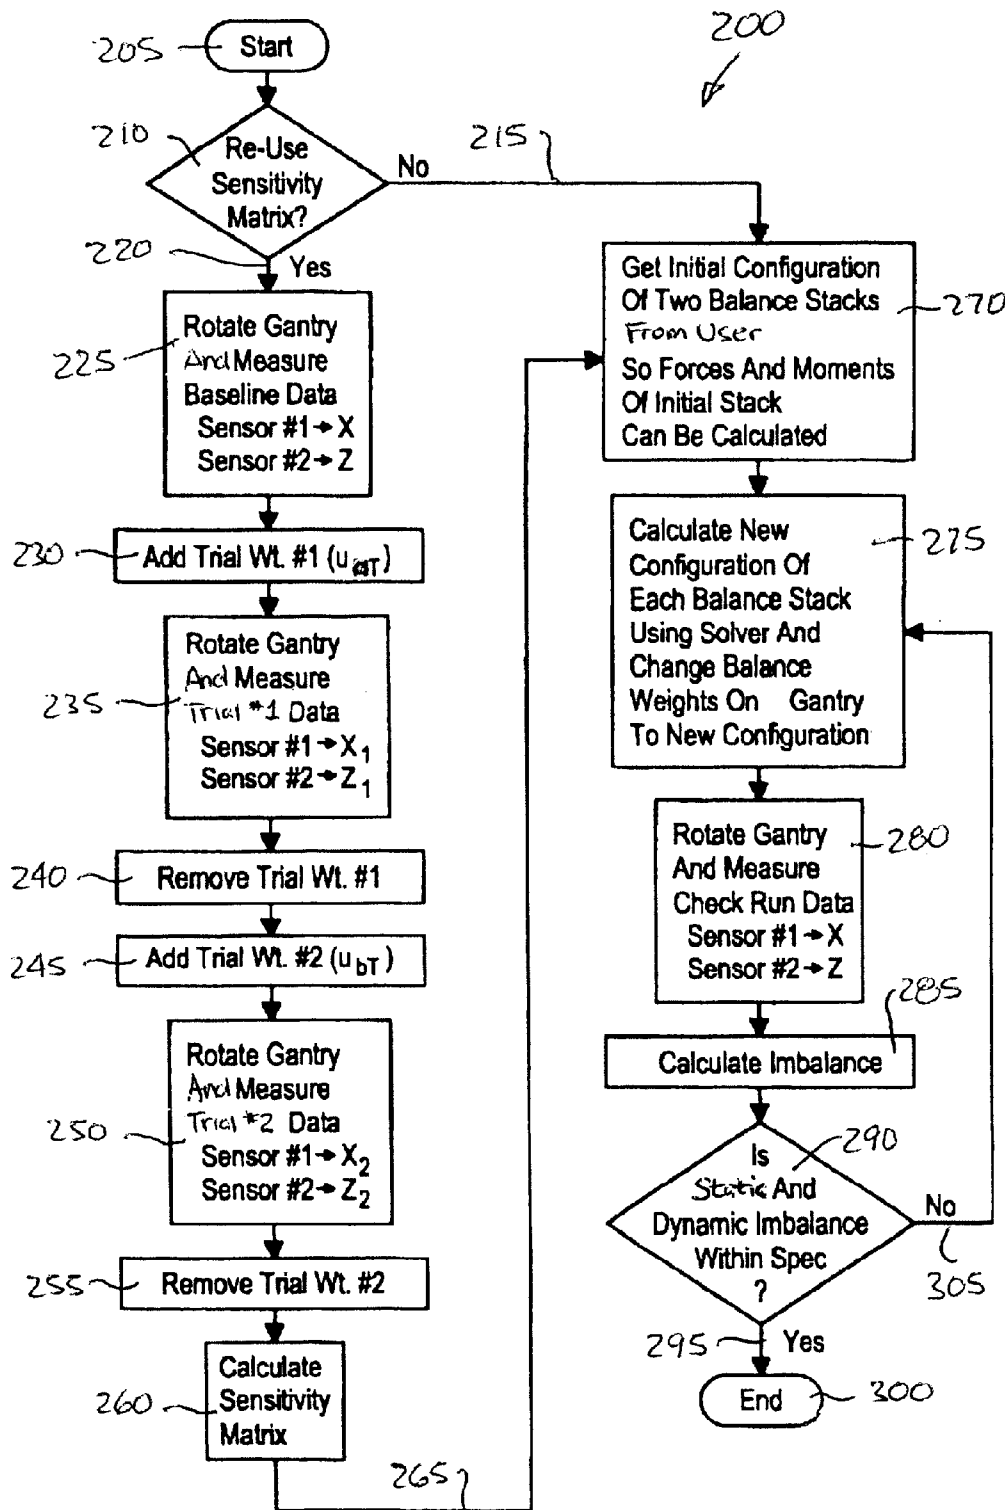 200
205
Start
210
Re-Use
Sensitivity
Matrix?
No
215
220
Yes
225
Rotate Gantry
And Measure
Baseline Data
Sensor #1→X
Sensor #2→Z
230
Add Trial Wt. #1 (uaT)
235
Rotate Gantry
And Measure
Trial #1 Data
Sensor #1→X1
Sensor #2→Z1
240
Remove Trial Wt. #1
245
Add Trial Wt. #2 (ubT)
250
Rotate Gantry
And Measure
Trial #2 Data
Sensor #1→X2
Sensor #2→Z2
255
Remove Trial Wt. #2
260
Calculate
Sensitivity
Matrix
265
Get Initial Configuration
Of Two Balance Stacks
From User
So Forces And Moments
Of Initial Stack
Can Be Calculated
270
Calculate New
Configuration Of
Each Balance Stack
Using Solver And
Change Balance
Weights On Gantry
To New Configuration
275
Rotate Gantry
And Measure
Check Run Data
Sensor #1→X
Sensor #2→Z
280
285
Calculate Imbalance
290
Is
Static And
Dynamic Imbalance
Within Spec
?
No
305
295
Yes
End
300